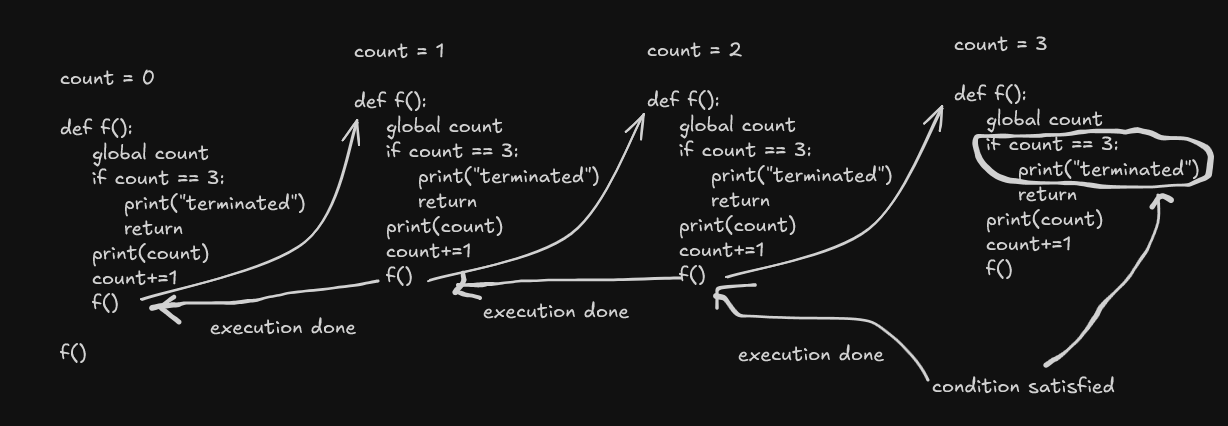 count = 0
def f():
    global count
    if count == 3:
        print("terminated")
        return
    print(count)
    count+=1
    f()
f()
count = 1
def f():
    global count
    if count == 3:
        print("terminated")
        return
    print(count)
    count+=1
    f()
count = 2
def f():
    global count
    if count == 3:
        print("terminated")
        return
    print(count)
    count+=1
    f()
count = 3
def f():
    global count
    if count == 3:
        print("terminated")
        return
    print(count)
    count+=1
    f()
execution done
execution done
execution done
condition satisfied